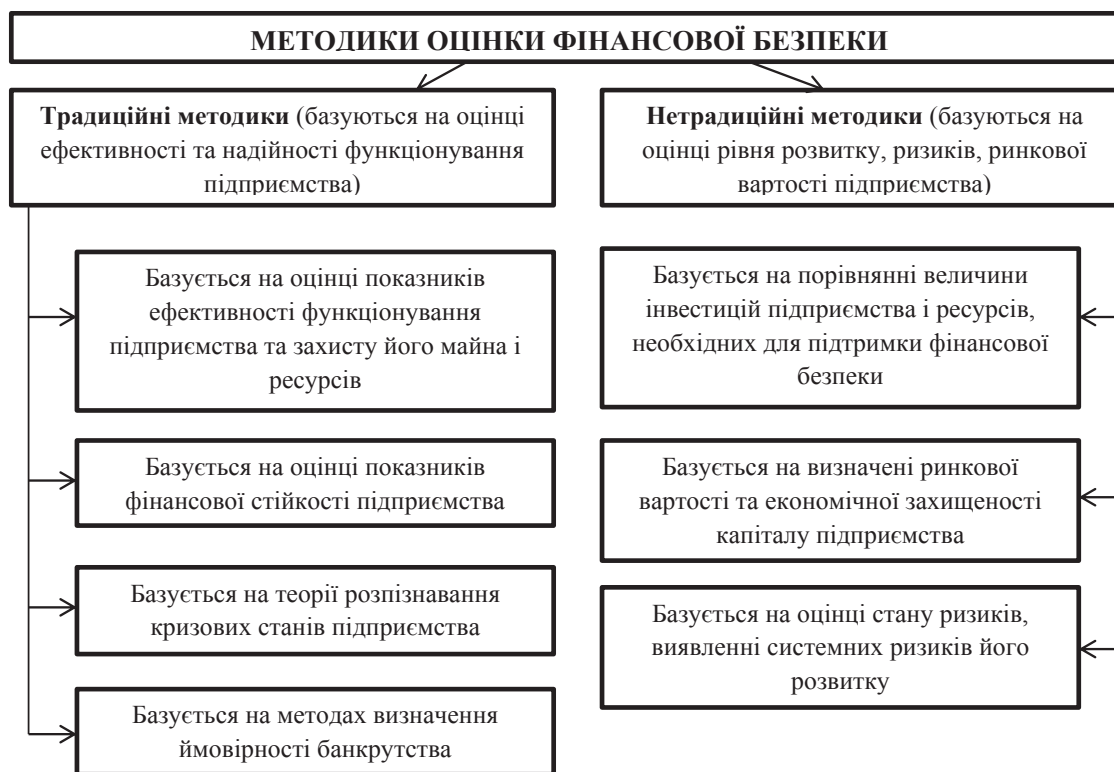 МЕТОДИКИ ОЦІНКИ ФІНАНСОВОЇ БЕЗПЕКИ
Традиційні методики (базуються на оцінці
ефективності та надійності функціонування
підприємства)
Базується на оцінці показників
ефективності функціонування
підприємства та захисту його майна і
ресурсів
Базується на оцінці показників
фінансової стійкості підприємства
Базується на теорії розпізнавання
кризових станів підприємства
Базується на методах визначення
ймовірності банкрутства
Нетрадиційні методики (базуються на
оцінці рівня розвитку, ризиків, ринкової
вартості підприємства)
Базується на порівнянні величини
інвестицій підприємства і ресурсів,
необхідних для підтримки фінансової
безпеки
Базується на визначені ринкової
вартості та економічної захищеності
капіталу підприємства
Базується на оцінці стану ризиків,
виявленні системних ризиків його
розвитку